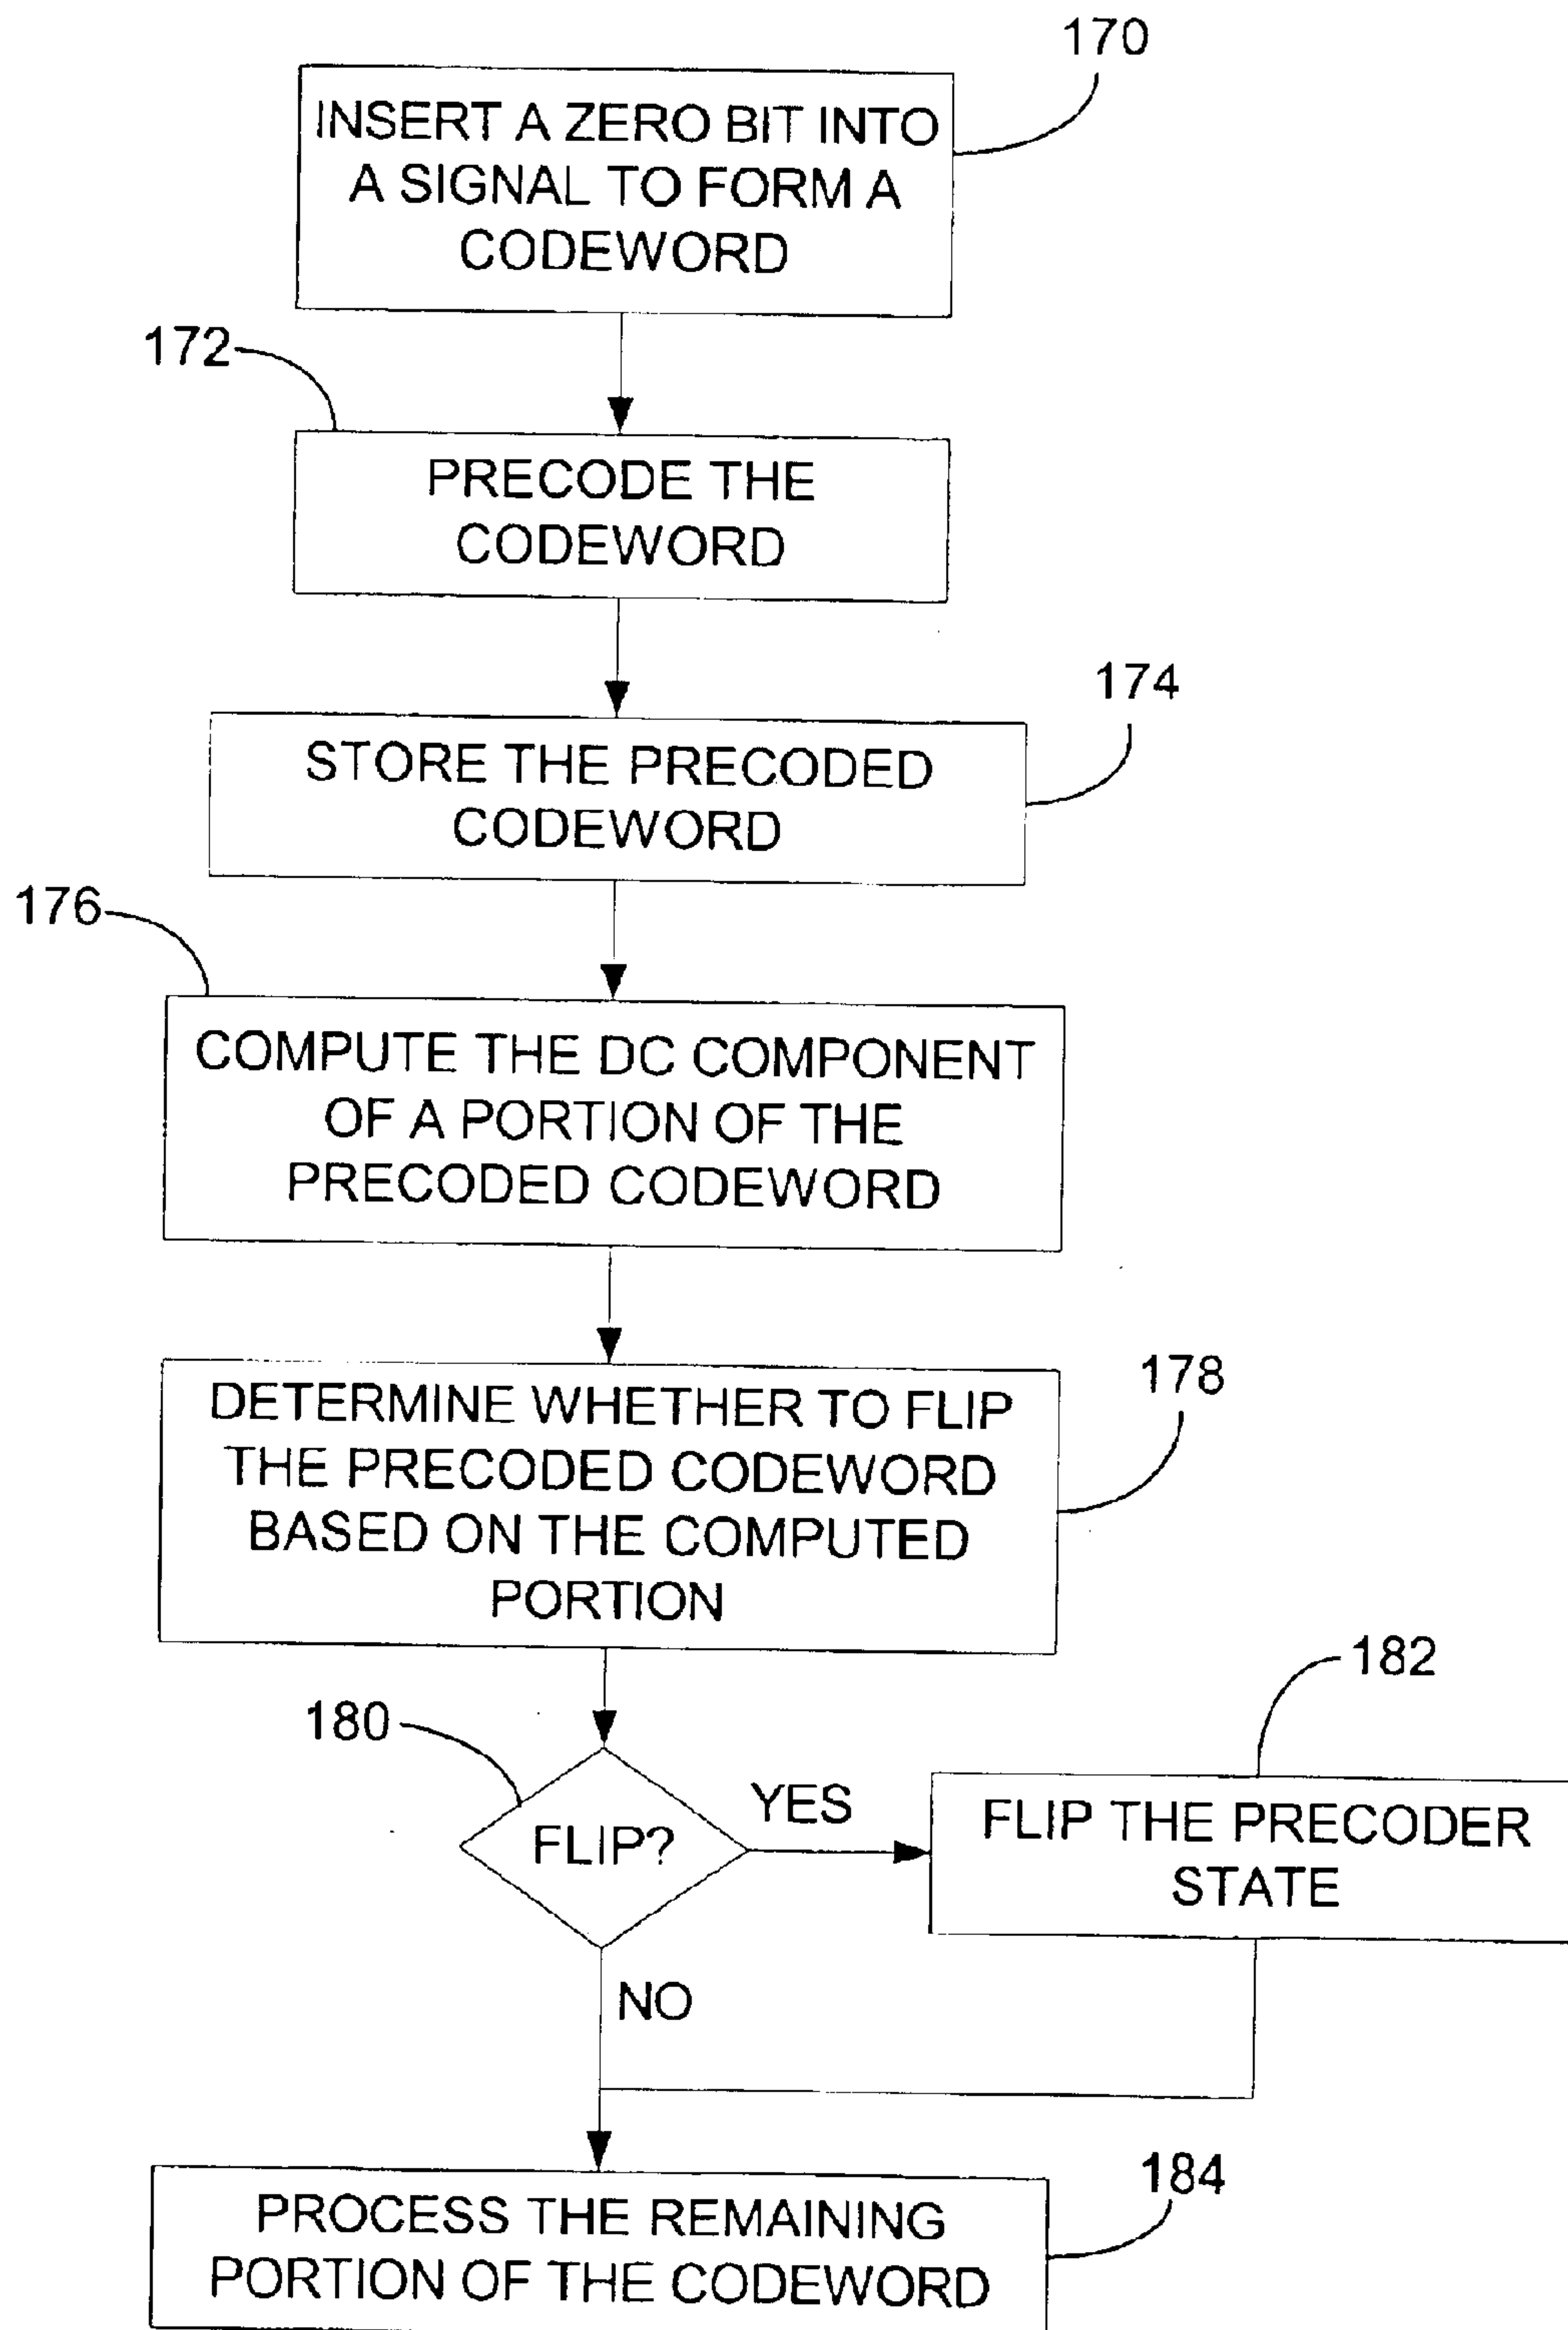 170
INSERT A ZERO BIT INTO
A SIGNAL TO FORM A
CODEWORD
172
PRECODE THE
CODEWORD
174
STORE THE PRECODED
CODEWORD
176
COMPUTE THE DC COMPONENT
OF A PORTION OF THE
PRECODED CODEWORD
178
DETERMINE WHETHER TO FLIP
THE PRECODED CODEWORD
BASED ON THE COMPUTED
PORTION
180
FLIP?
YES
182
FLIP THE PRECODER
STATE
NO
184
PROCESS THE REMAINING
PORTION OF THE CODEWORD